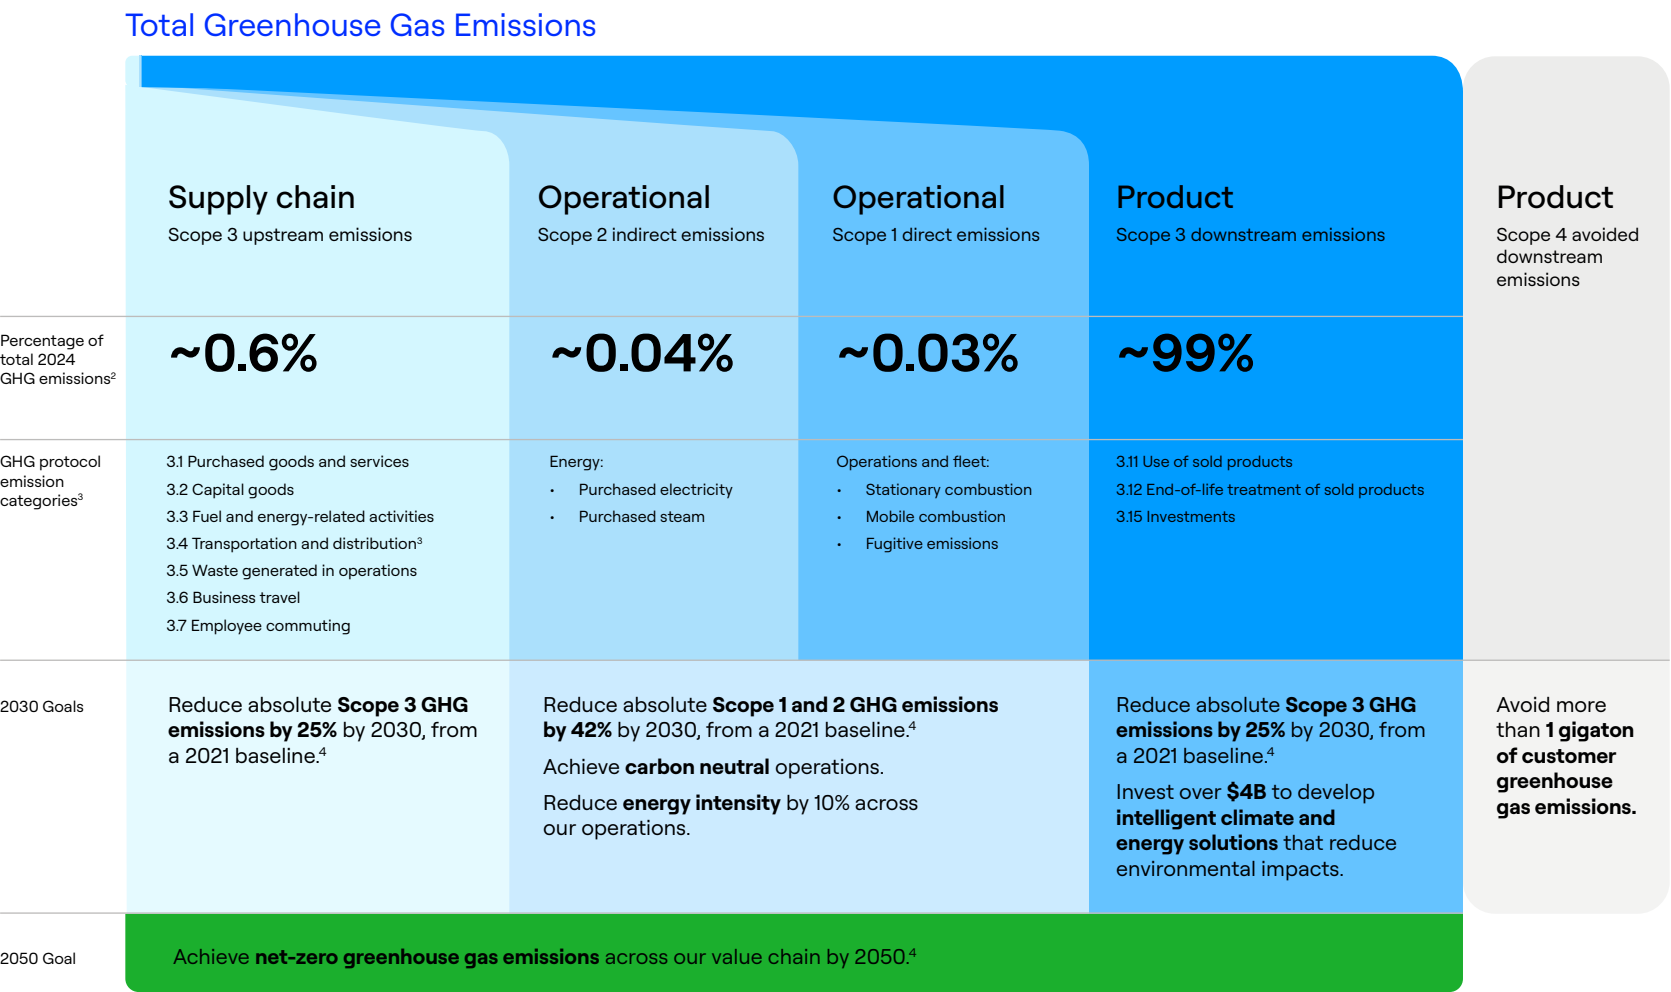 Total Greenhouse Gas Emissions
Supply chain
Scope 3 upstream emissions
Operational
Scope 2 indirect emissions
Operational
Scope 1 direct emissions
Product
Scope 3 downstream emissions
Product
Scope 4 avoided
downstream
emissions
Percentage of
total 2024
GHG emissions²
~0.6%
~0.04%
~0.03%
~99%
GHG protocol
emission
categories³
3.1 Purchased goods and services
3.2 Capital goods
3.3 Fuel and energy-related activities
3.4 Transportation and distribution³
3.5 Waste generated in operations
3.6 Business travel
3.7 Employee commuting
Energy:
• Purchased electricity
• Purchased steam
Operations and fleet:
• Stationary combustion
• Mobile combustion
• Fugitive emissions
3.11 Use of sold products
3.12 End-of-life treatment of sold products
3.15 Investments
2030 Goals
Reduce absolute Scope 3 GHG
emissions by 25% by 2030, from
a 2021 baseline.⁴
Reduce absolute Scope 1 and 2 GHG emissions
by 42% by 2030, from a 2021 baseline.⁴
Achieve carbon neutral operations.
Reduce energy intensity by 10% across
our operations.
Reduce absolute Scope 3 GHG
emissions by 25% by 2030, from
a 2021 baseline.⁴
Invest over $4B to develop
intelligent climate and
energy solutions that reduce
environmental impacts.
Avoid more
than 1 gigaton
of customer
greenhouse
gas emissions.
2050 Goal
Achieve net-zero greenhouse gas emissions across our value chain by 2050.⁴